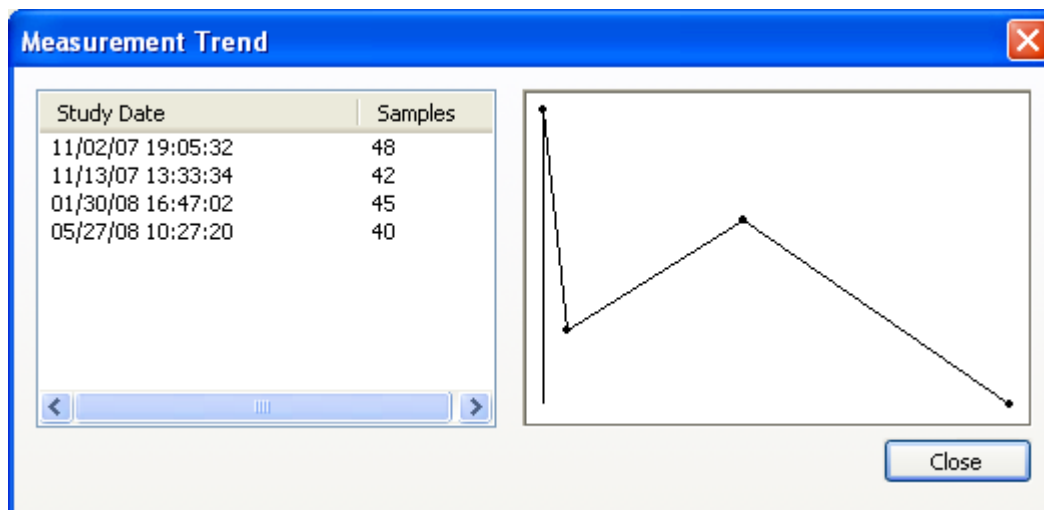 Measurement Trend
Study Date Samples
11/02/07 19:05:32 48
11/13/07 13:33:34 42
01/30/08 16:47:02 45
05/27/08 10:27:20 40
Close